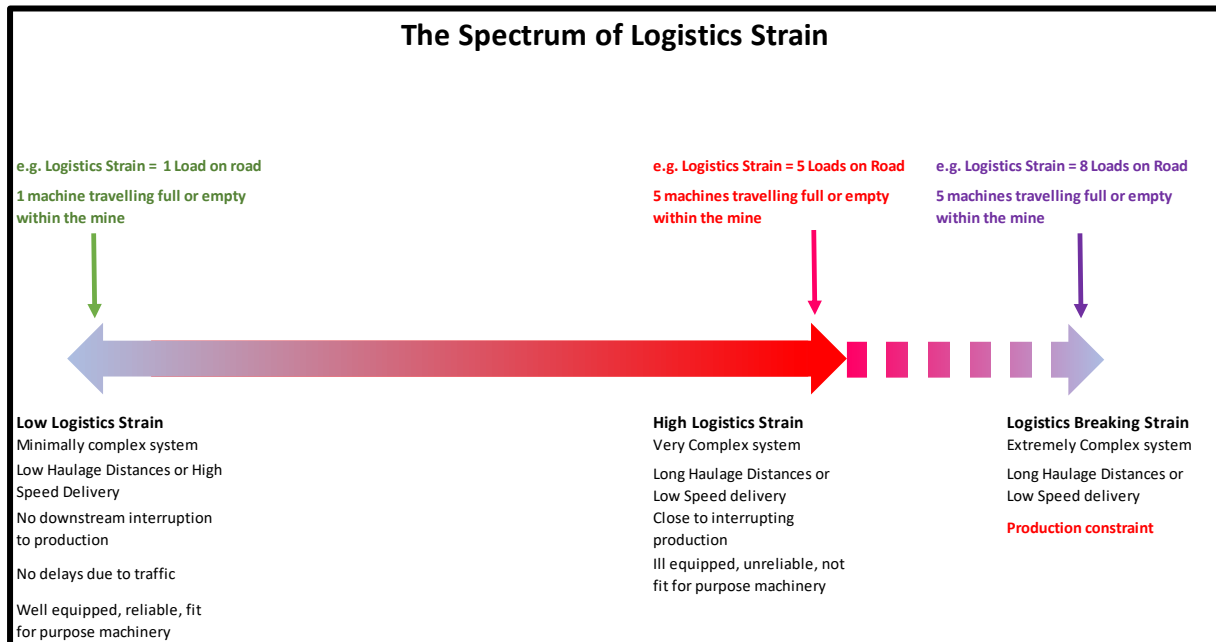 The Spectrum of Logistics Strain
e.g. Logistics Strain = 1 Load on road
1 machine travelling full or empty
within the mine
e.g. Logistics Strain = 5 Loads on Road
5 machines travelling full or empty
within the mine
e.g. Logistics Strain = 8 Loads on Road
5 machines travelling full or empty
within the mine
Low Logistics Strain
Minimally complex system
Low Haulage Distances or High
Speed Delivery
No downstream interruption
to production
No delays due to traffic
Well equipped, reliable, fit
for purpose machinery
High Logistics Strain
Very Complex system
Long Haulage Distances or
Low Speed delivery
Close to interrupting
production
Ill equipped, unreliable, not
fit for purpose machinery
Logistics Breaking Strain
Extremely Complex system
Long Haulage Distances or
Low Speed delivery
Production constraint